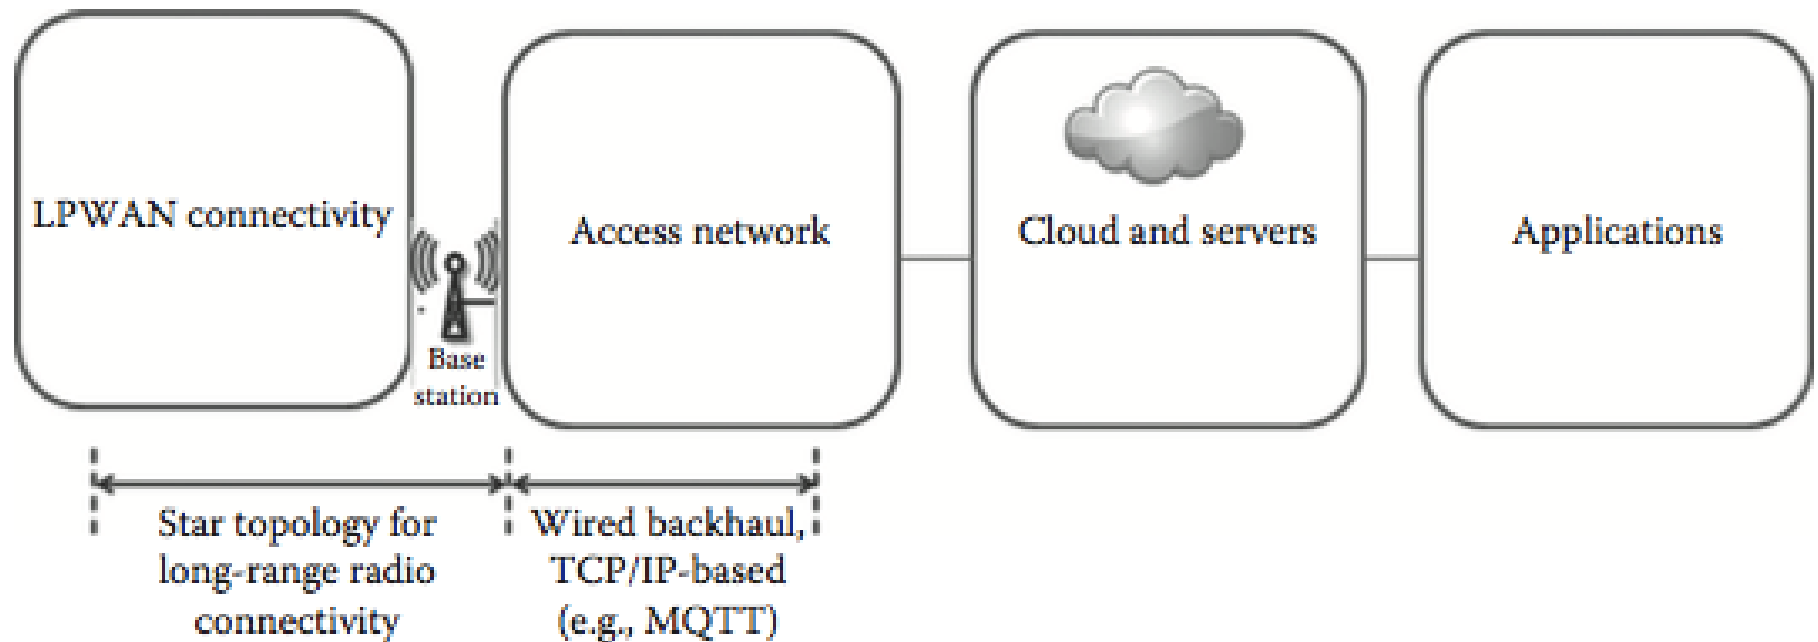 LPWAN connectivity
Base
station
Access network
Cloud and servers
Applications
Star topology for
long-range radio
connectivity
Wired backhaul,
TCP/IP-based
(e.g., MQTT)